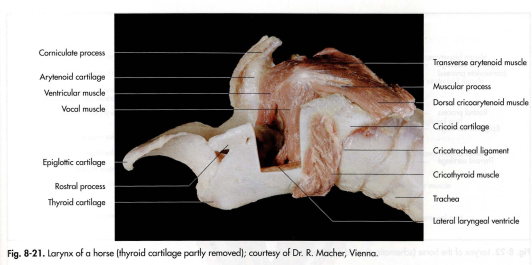 Corniculate process
Arytenoid cartilage
Ventricular muscle
Vocal muscle
Epiglottic cartilage
Rostral process
Thyroid cartilage
Transverse arytenoid muscle
Muscular process
Dorsal cricoarytenoid muscle
Cricoid cartilage
Cricotracheal ligament
Cricothyroid muscle
Trachea
Lateral laryngeal ventricle
Fig. 8-21. Larynx of a horse (thyroid cartilage partly removed); courtesy of Dr. R. Macher, Vienna.